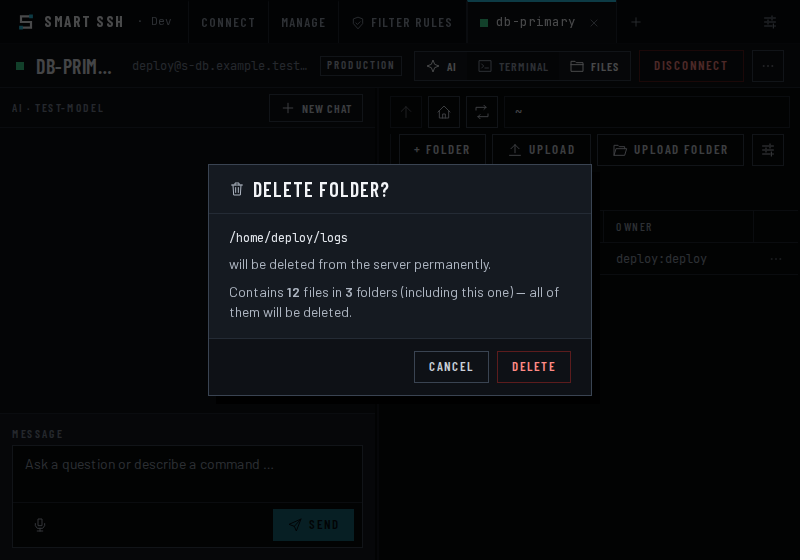 SMART SSH · Dev CONNECT MANAGE FILTER RULES db-primary × +
DB-PRIM… deploy@s-db.example.test… PRODUCTION AI TERMINAL FILES DISCONNECT ···
AI · TEST-MODEL + NEW CHAT
~
+ FOLDER UPLOAD UPLOAD FOLDER
DELETE FOLDER?
/home/deploy/logs
will be deleted from the server permanently.
Contains 12 files in 3 folders (including this one) — all of
them will be deleted.
CANCEL DELETE
OWNER
deploy:deploy ···
MESSAGE
Ask a question or describe a command …
SEND